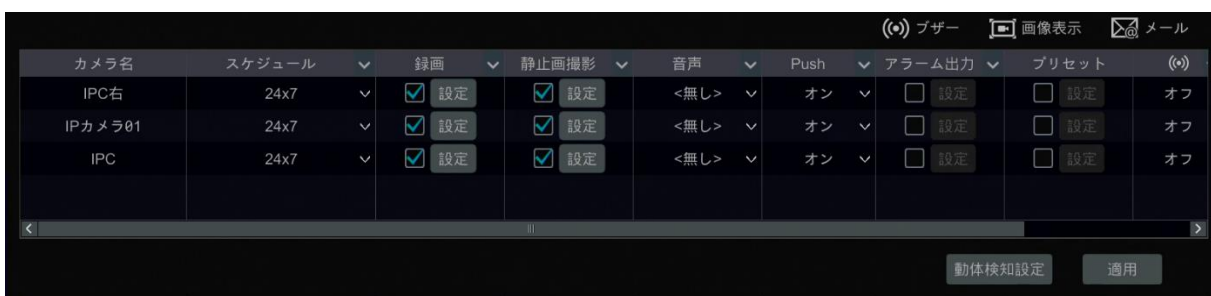 ブザー 画像表示 メール
カメラ名 スケジュール 録画 静止画撮影 音声 Push アラーム出力 プリセット
IPC右 24x7 設定 設定 <無し> オン 設定 設定 オフ
IPカメラ01 24x7 設定 設定 <無し> オン 設定 設定 オフ
IPC 24x7 設定 設定 <無し> オン 設定 設定 オフ
動体検知設定 適用